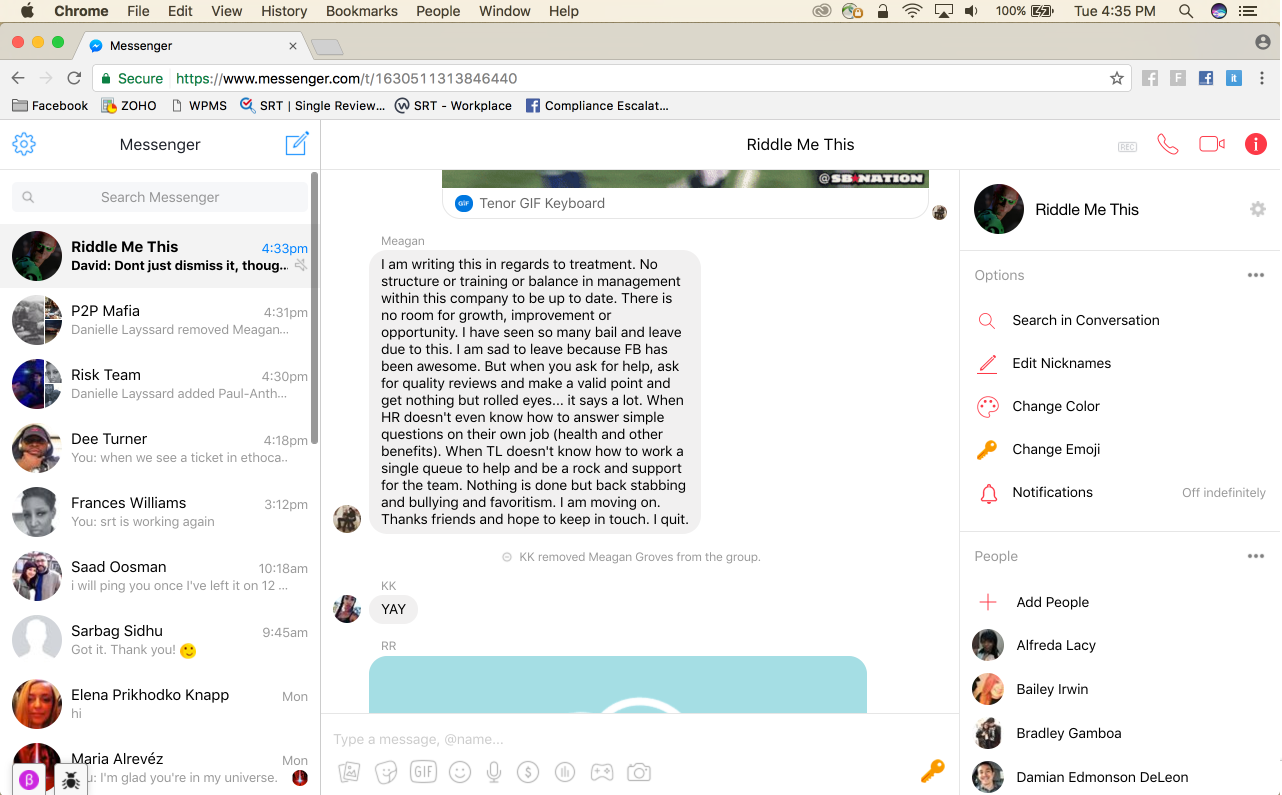 Chrome File Edit View History Bookmarks People Window Help 100% Tue 4:35 PM
Messenger
Secure https://www.messenger.com/t/1630511313846440
Facebook ZOHO WPMS SRT | Single Review... SRT - Workplace Compliance Escalat...
Messenger
Search Messenger
Riddle Me This 4:33pm
David: Dont just dismiss it, thoug...
P2P Mafia 4:31pm
Danielle Layssard removed Meagan...
Risk Team 4:30pm
Danielle Layssard added Paul-Anth...
Dee Turner 4:18pm
You: when we see a ticket in ethoca..
Frances Williams 3:12pm
You: srt is working again
Saad Oosman 10:18am
i will ping you once I've left it on 12 ...
Sarbag Sidhu 9:45am
Got it. Thank you!
Elena Prikhodko Knapp Mon
hi
Maria Alrevéz Mon
u: I'm glad you're in my universe.
β
Riddle Me This
REC
@SBNATION
GIF Tenor GIF Keyboard
Meagan
I am writing this in regards to treatment. No
structure or training or balance in management
within this company to be up to date. There is
no room for growth, improvement or
opportunity. I have seen so many bail and leave
due to this. I am sad to leave because FB has
been awesome. But when you ask for help, ask
for quality reviews and make a valid point and
get nothing but rolled eyes... it says a lot. When
HR doesn't even know how to answer simple
questions on their own job (health and other
benefits). When TL doesn't know how to work a
single queue to help and be a rock and support
for the team. Nothing is done but back stabbing
and bullying and favoritism. I am moving on.
Thanks friends and hope to keep in touch. I quit.
KK removed Meagan Groves from the group.
KK
YAY
RR
Type a message, @name...
GIF
Riddle Me This
Options
Search in Conversation
Edit Nicknames
Change Color
Change Emoji
Notifications Off indefinitely
People
Add People
Alfreda Lacy
Bailey Irwin
Bradley Gamboa
Damian Edmonson DeLeon